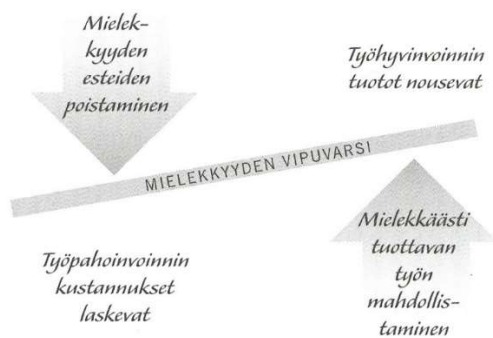 Mielek-
kyyden
esteiden
poistaminen
Työhyvinvoinnin
tuotot nousevat
MIELEKKYYDEN VIPUVARSI
Työpahoinvoinnin
kustannukset
laskevat
Mielekkäästi
tuottavan
työn
mahdollis-
taminen